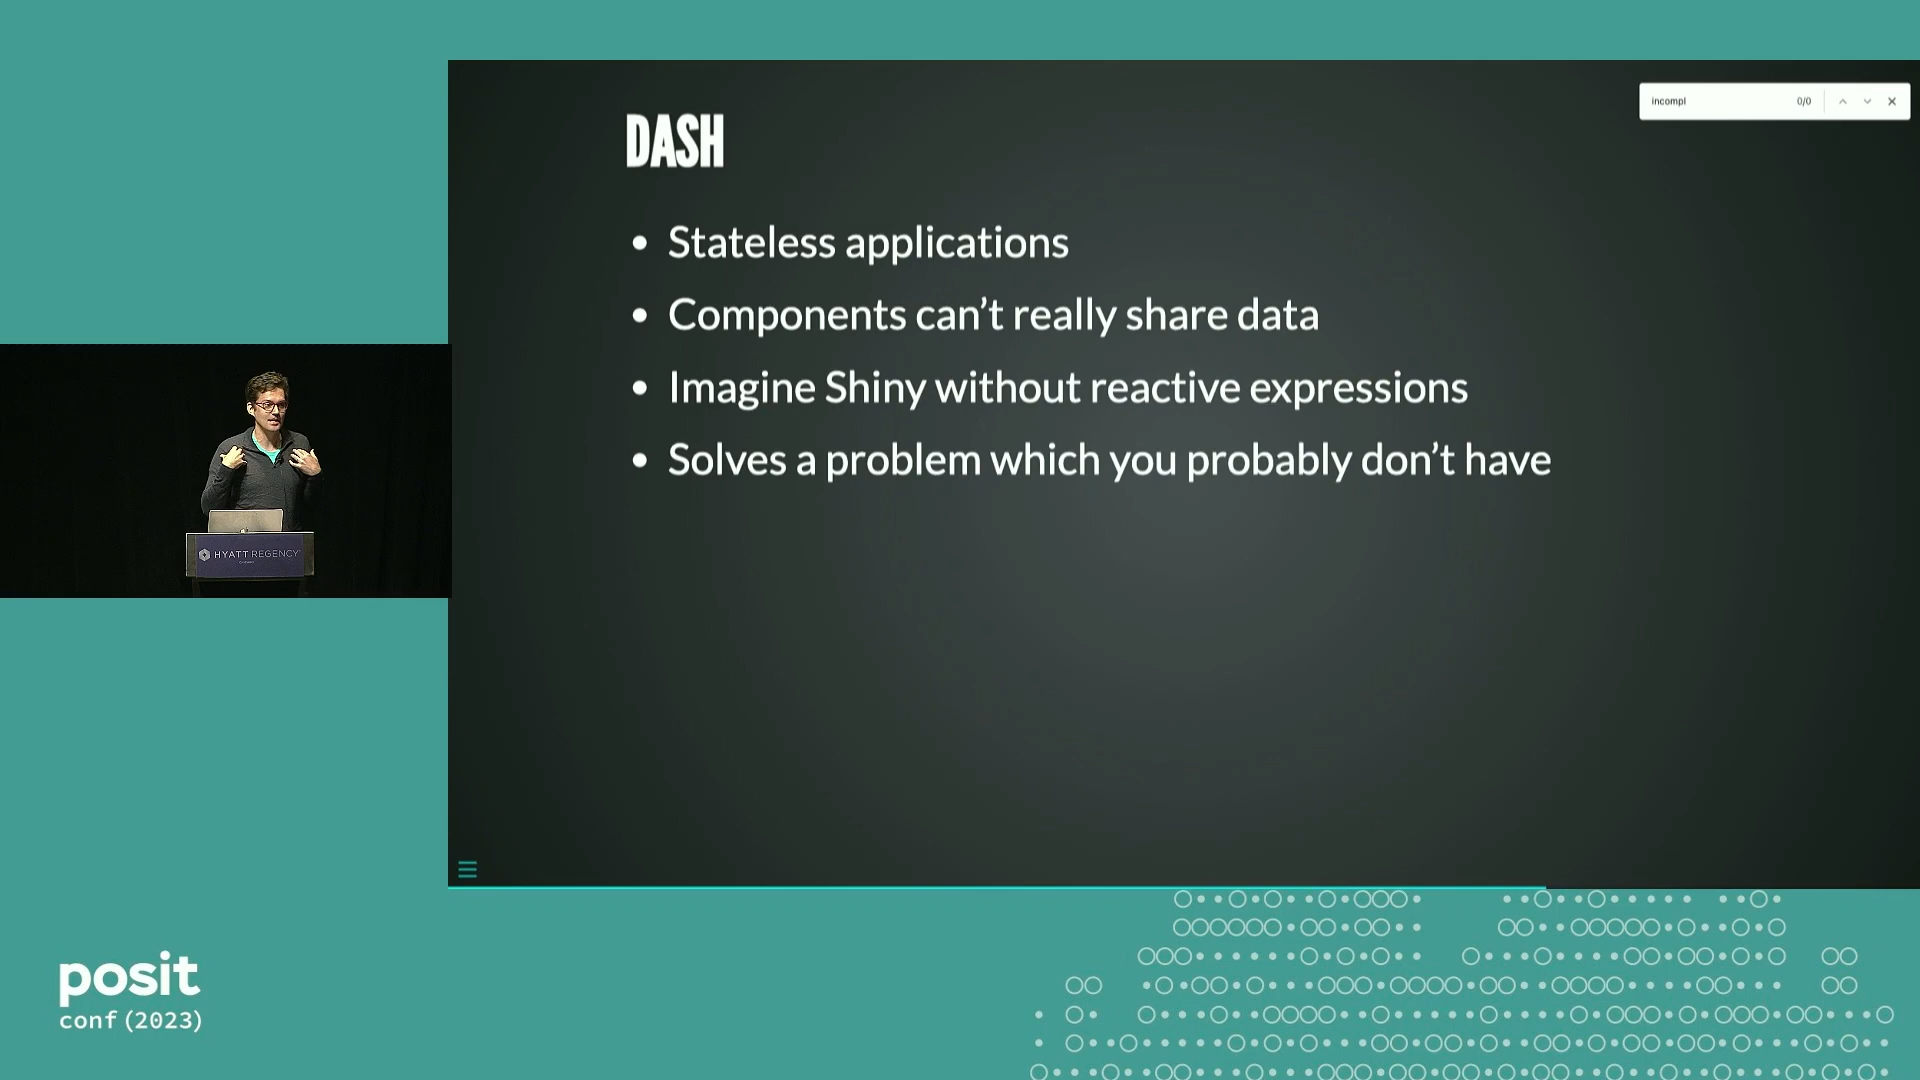 DASH
incompl 0/0
• Stateless applications
• Components can't really share data
• Imagine Shiny without reactive expressions
• Solves a problem which you probably don't have
HYATT REGENCY
posit
conf (2023)